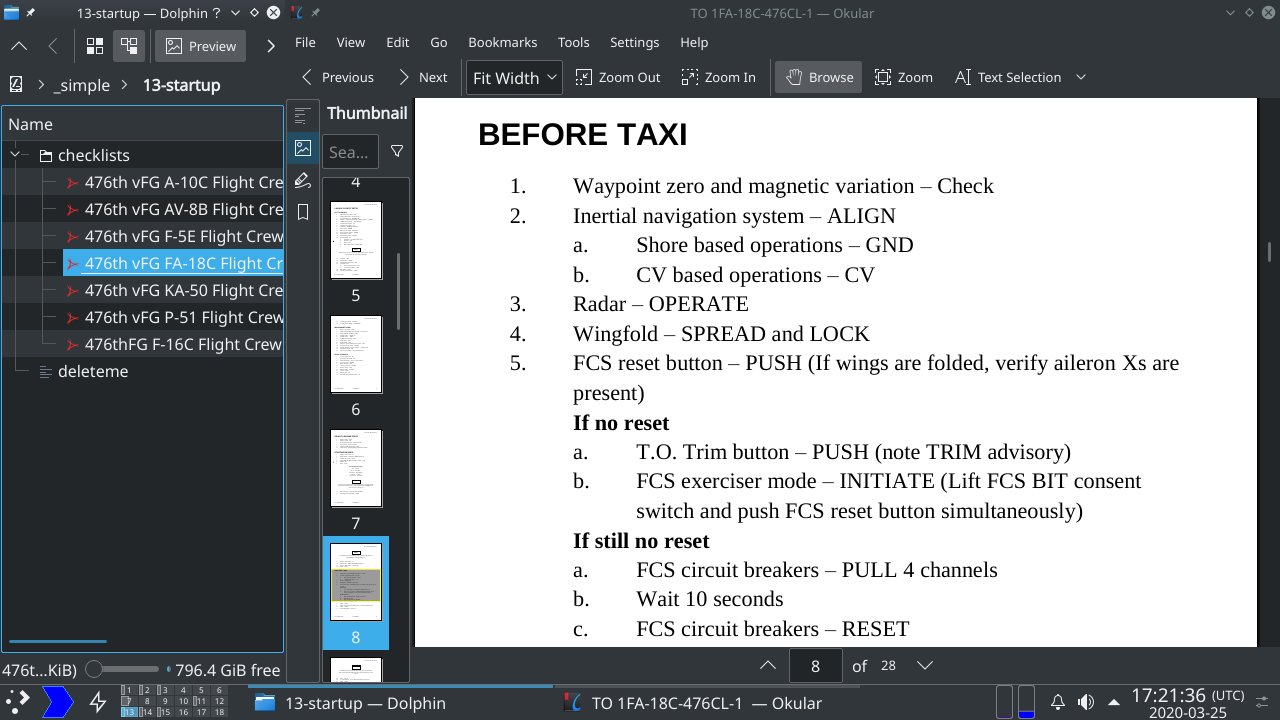 13-startup — Dolphin ?
TO 1FA-18C-476CL-1 — Okular
Preview
File View Edit Go Bookmarks Tools Settings Help
_simple 13-startup
Previous Next Fit Width Zoom Out Zoom In Browse Zoom Text Selection
Name
checklists
476th vFG A-10C Flight Cre
F-5E Flight Crew
476th vFG FA-18C Flight Cr
476th vFG KA-50 Flight Cre
476th vFG P-51 Flight Crew
476thFG F-16C Flight Crew
deleteme
476t...KiB) 796.4 GiB free
Thumbnail
Sea...
4
5
6
7
8
BEFORE TAXI
1. Waypoint zero and magnetic variation – Check
2. Inertial navigation system – ALIGN
a. Shore based operations – GND
b. CV based operations – CV
3. Radar – OPERATE
Wingfold – SPREAD and LOCK
5. FCS reset button – PUSH (If wings are folded, verify aileron Xs are
present)
If no reset
a. T.O. Trim button – PUSH (note TRIM advisory)
b. FCS exerciser mode – INITIATE (Lift FCS BIT consent
switch and push FCS reset button simultaneously)
If still no reset
a. FCS circuit breakers – PULL 4 channels
b. Wait 10 seconds
c. FCS circuit breakers – RESET
8 of 28
1 2 3 4 5 6
7 8 9 10 11 12
13 14 15 16 17 18
13-startup — Dolphin
TO 1FA-18C-476CL-1 — Okular
17:21:36 (UTC)
2020-03-25